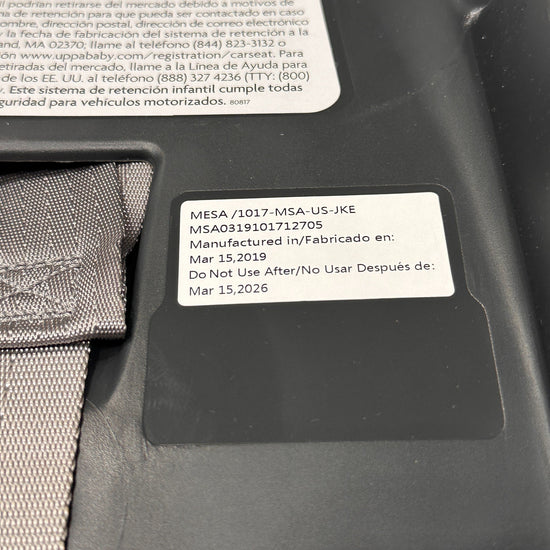 podrían retirarse del mercado debido a motivos de
de retención para que pueda ser contactado en caso
nombre, dirección postal, dirección de correo electrónico
y la fecha de fabricación del sistema de retención a la
and, MA 02370, llame al teléfono (844) 823-3132 o
ción www.uppababy.com/registration/carseat. Para
retiradas del mercado, llame a la Línea de Ayuda para
de los EE. UU. al teléfono (888) 327 4236 (TTY: (800)
. Este sistema de retención infantil cumple todas
guridad para vehículos motorizados. 80817
MESA /1017-MSA-US-JKE
MSA0319101712705
Manufactured in/Fabricado en:
Mar 15,2019
Do Not Use After/No Usar Después de:
Mar 15,2026